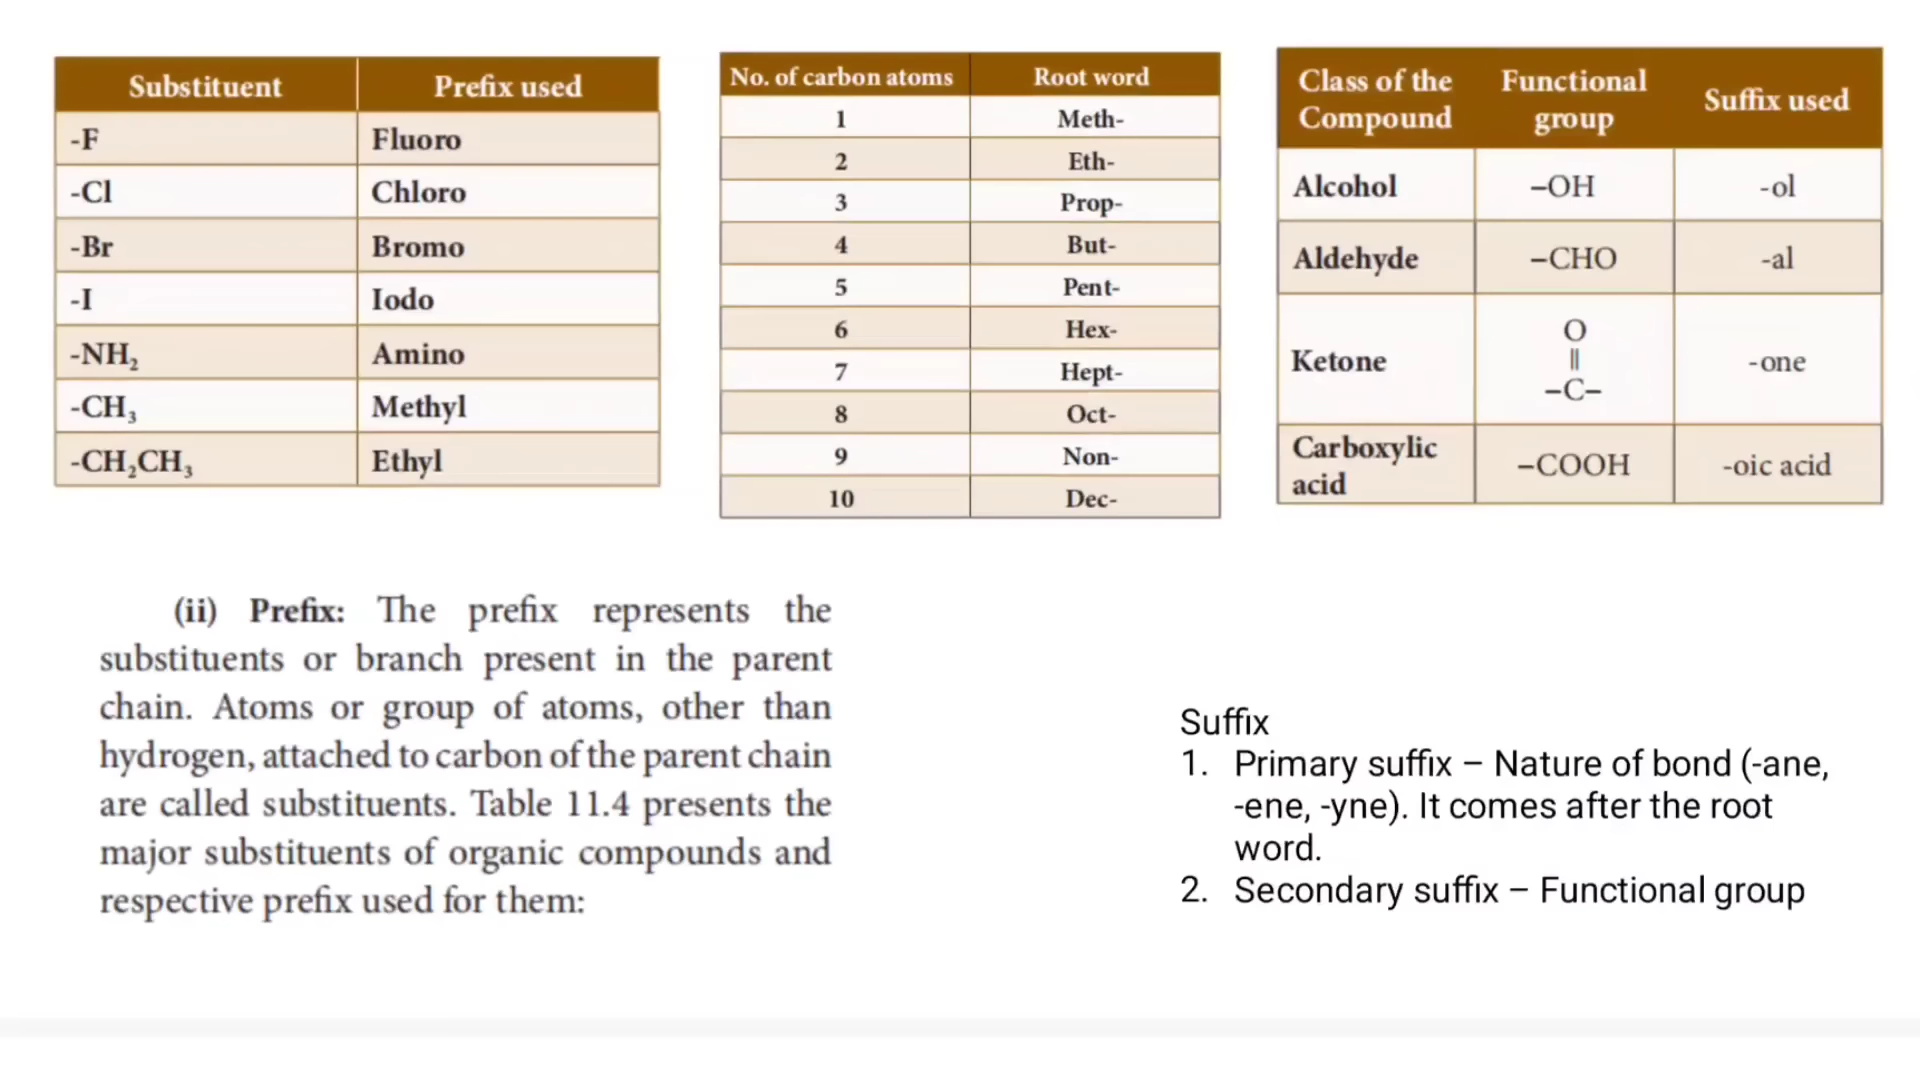 Substituent Prefix used
-F Fluoro
-Cl Chloro
-Br Bromo
-I Iodo
-NH₂ Amino
-CH₃ Methyl
-CH₂CH₃ Ethyl
No. of carbon atoms Root word
1 Meth-
2 Eth-
3 Prop-
4 But-
5 Pent-
6 Hex-
7 Hept-
8 Oct-
9 Non-
10 Dec-
Class of the Compound Functional group Suffix used
Alcohol –OH -ol
Aldehyde –CHO -al
Ketone O || –C– -one
Carboxylic acid –COOH -oic acid
(ii) Prefix: The prefix represents the
substituents or branch present in the parent
chain. Atoms or group of atoms, other than
hydrogen, attached to carbon of the parent chain
are called substituents. Table 11.4 presents the
major substituents of organic compounds and
respective prefix used for them:
Suffix
1. Primary suffix – Nature of bond (-ane,
-ene, -yne). It comes after the root
word.
2. Secondary suffix – Functional group